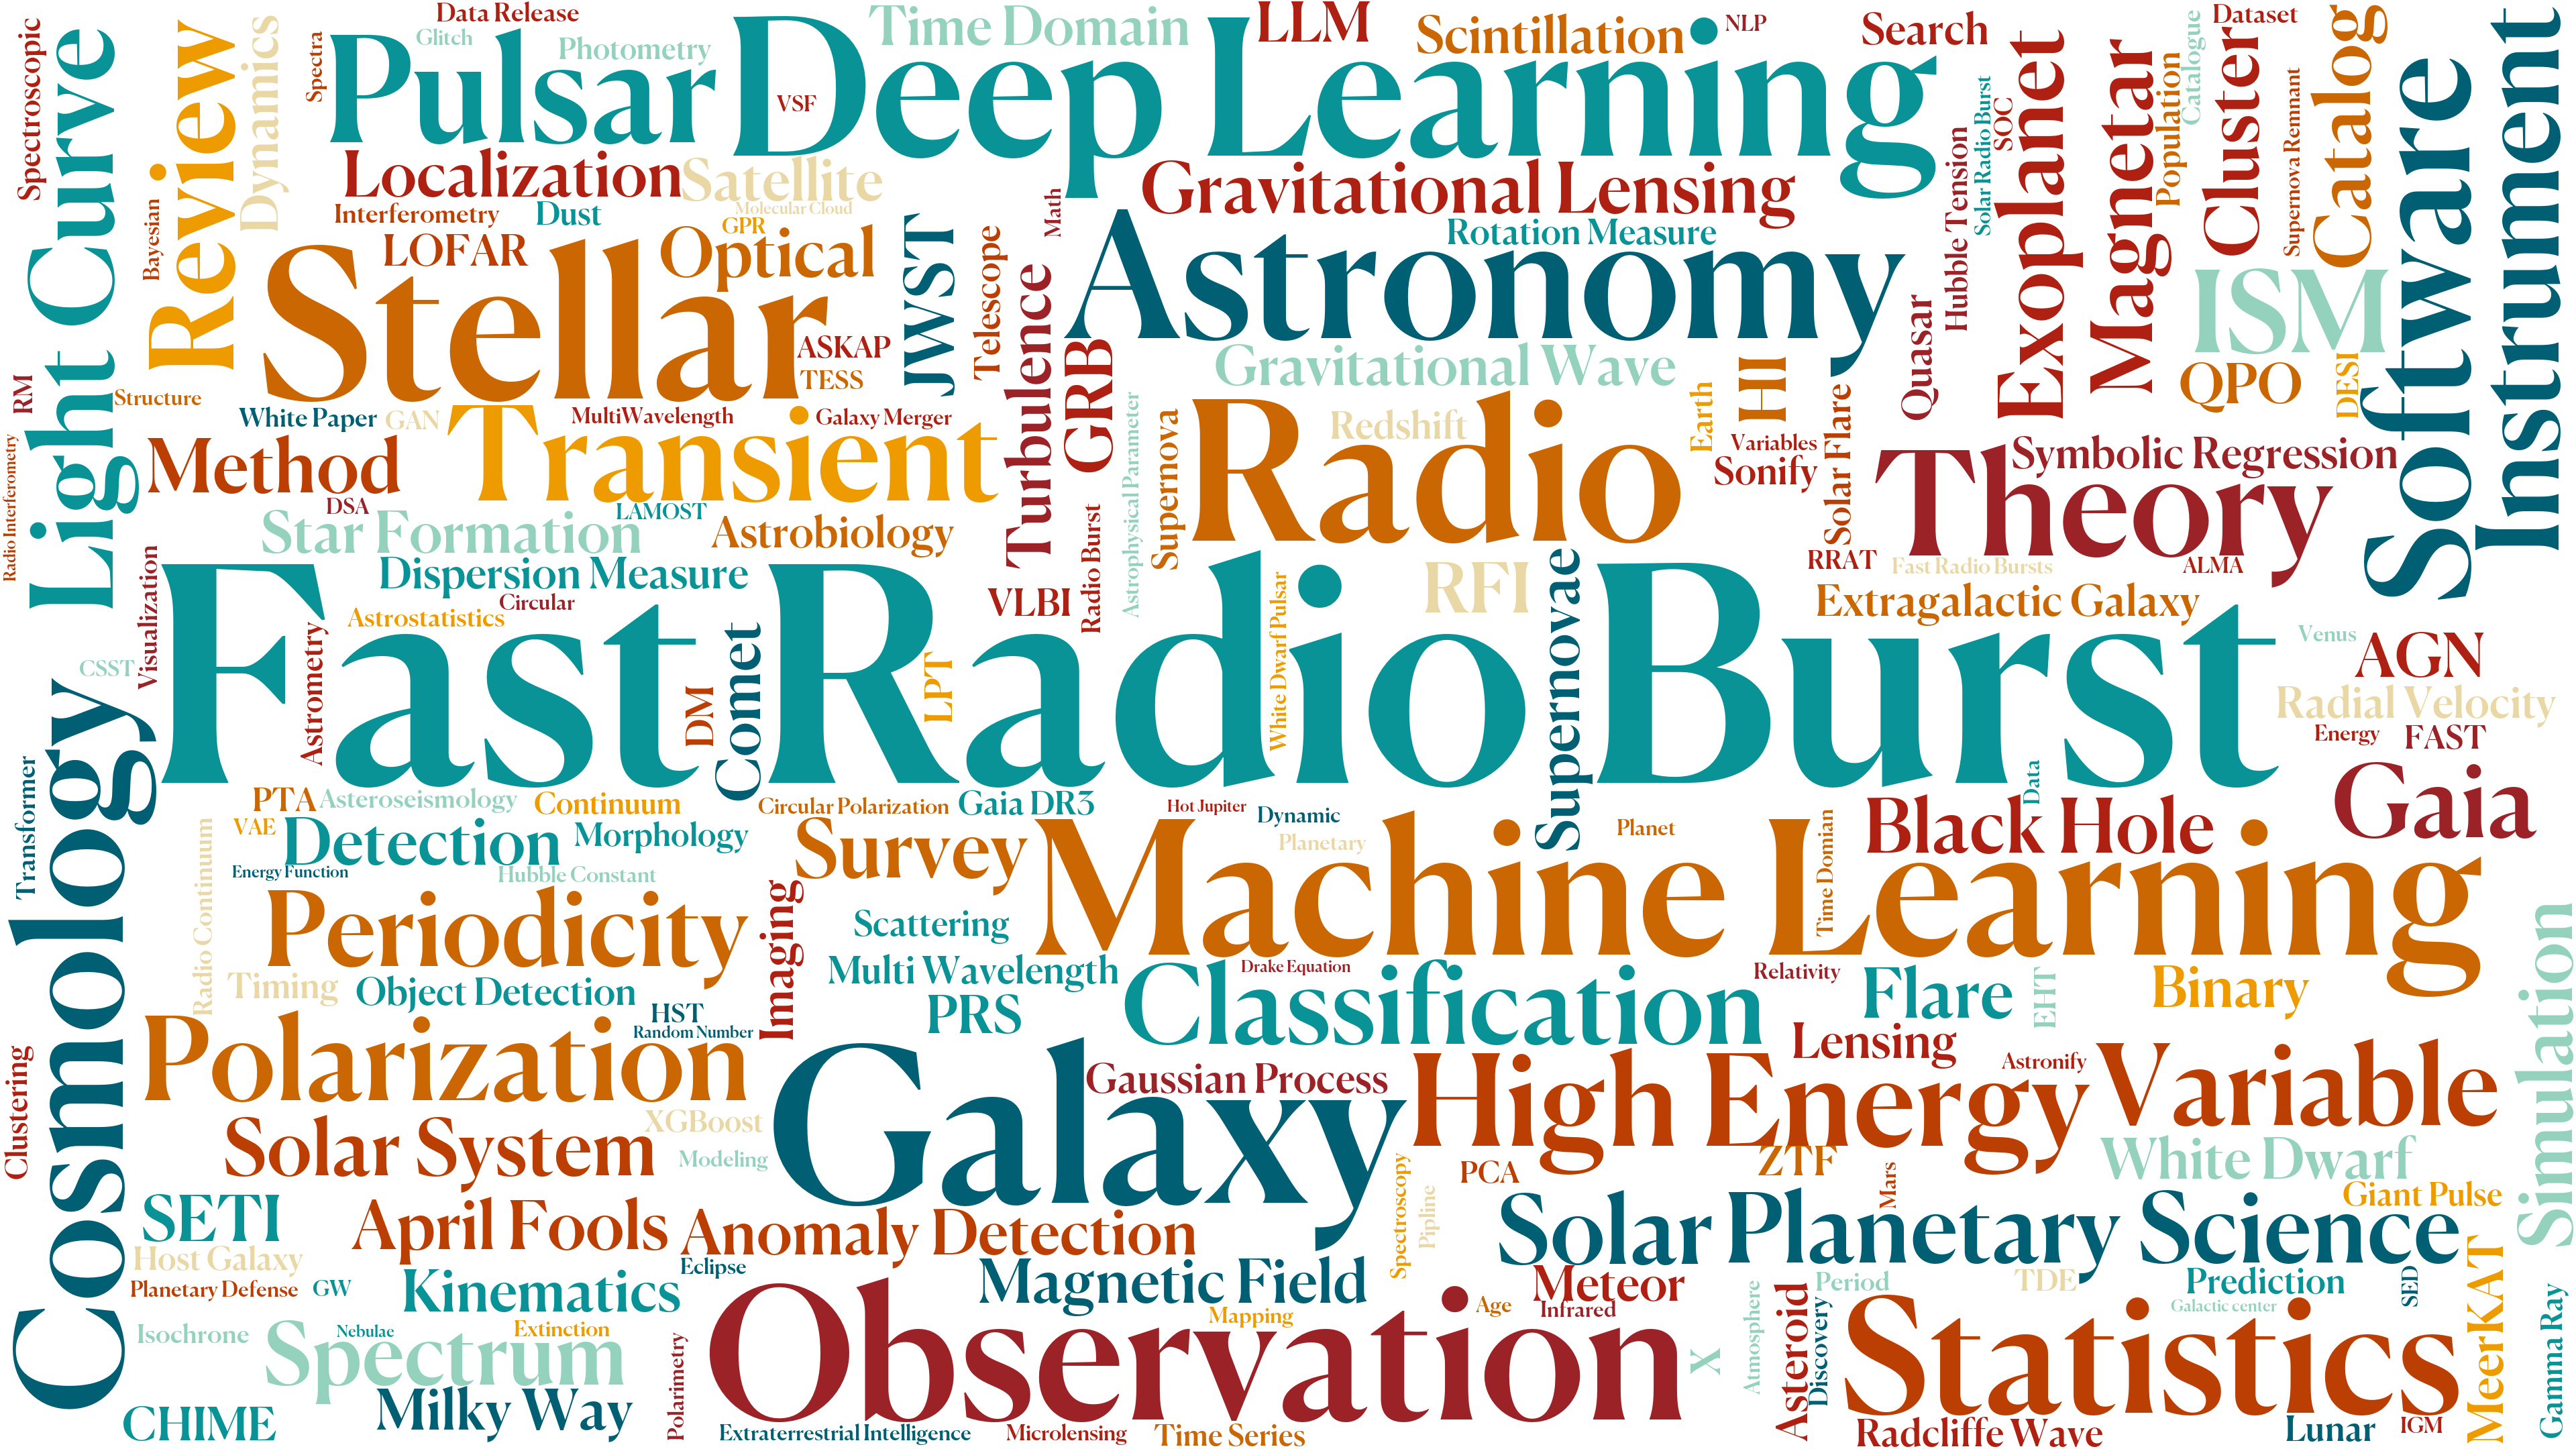 Spectroscopic
Light Curve
Review
Dynamics
Spectra
Data Release
Glitch
Photometry
Pulsar
Deep Learning
VSF
Time Domain
LLM
Scintillation
NLP
Search
Dataset
Exoplanet
Magnetar
Population
Catalogue
Cluster
Supernova Remnant
Catalog
Software
Instrument
Solar Radio Burst
SOC
Hubble Tension
Localization
Satellite
Molecular Cloud
Interferometry
Dust
GPR
Math
Gravitational Lensing
Rotation Measure
Bayesian
LOFAR
Optical
Stellar
JWST
Telescope
Astronomy
Turbulence
GRB
ASKAP
TESS
Gravitational Wave
Quasar
ISM
QPO
DESI
RM
Structure
White Paper
GAN
MultiWavelength
Galaxy Merger
Transient
Method
DSA
LAMOST
Astrophysical Parameter
Supernova
Radio
Redshift
Earth
HI
Variables
Sonify
Solar Flare
Theory
Symbolic Regression
Radio Interferometry
Star Formation
Astrobiology
Radio Burst
RRAT
Fast Radio Bursts
ALMA
Visualization
Dispersion Measure
Circular
Astrostatistics
VLBI
RFI
Supernovae
Extragalactic Galaxy
White Dwarf Pulsar
Fast Radio Burst
Venus
AGN
CSST
Astrometry
DM
Comet
LPT
Radial Velocity
Energy
FAST
Cosmology
Transformer
PTA
Asteroseismology
Continuum
Circular Polarization
Gaia DR3
Hot Jupiter
Dynamic
Planetary
Planet
Data
Black Hole
Gaia
VAE
Detection
Morphology
Survey
Machine Learning
Time Domian
Energy Function
Hubble Constant
Radio Continuum
Periodicity
Imaging
Scattering
Multi Wavelength
Drake Equation
Relativity
Timing
Object Detection
PRS
Classification
Flare
EHT
Binary
Simulation
HST
Random Number
Polarization
Lensing
Astronify
Clustering
Galaxy
Gaussian Process
High Energy
Variable
Solar System
XGBoost
Modeling
PCA
ZTF
Mars
White Dwarf
Spectroscopy
Pipline
SETI
April Fools
Anomaly Detection
Solar
Planetary Science
Giant Pulse
Host Galaxy
Eclipse
Planetary Defense
GW
Kinematics
Magnetic Field
Meteor
Age
Infrared
Mapping
Atmosphere
Period
TDE
Prediction
SED
Galactic center
MeerKAT
Gamma Ray
Isochrone
Nebulae
Extinction
Spectrum
Polarimetry
Observation
X
Asteroid
Discovery
Statistics
CHIME
Milky Way
Extraterrestrial Intelligence
Microlensing
Time Series
Radcliffe Wave
Lunar
IGM